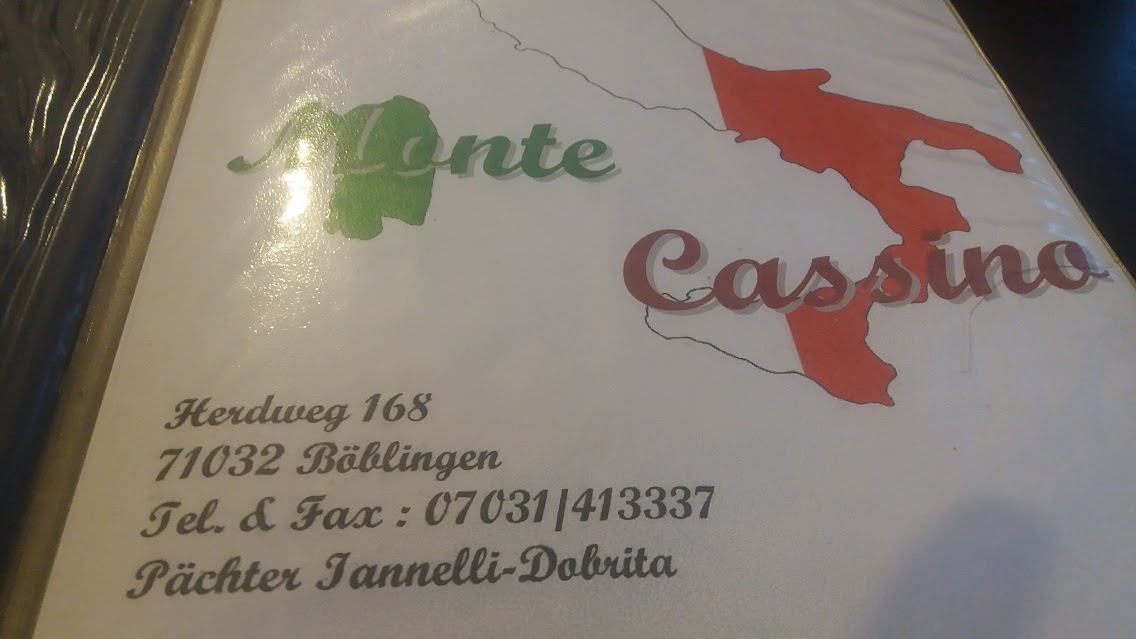 Monte
Cassino
Herdweg 168
71032 Böblingen
Tel. & Fax : 07031|413337
Pächter Iannelli-Dobrita